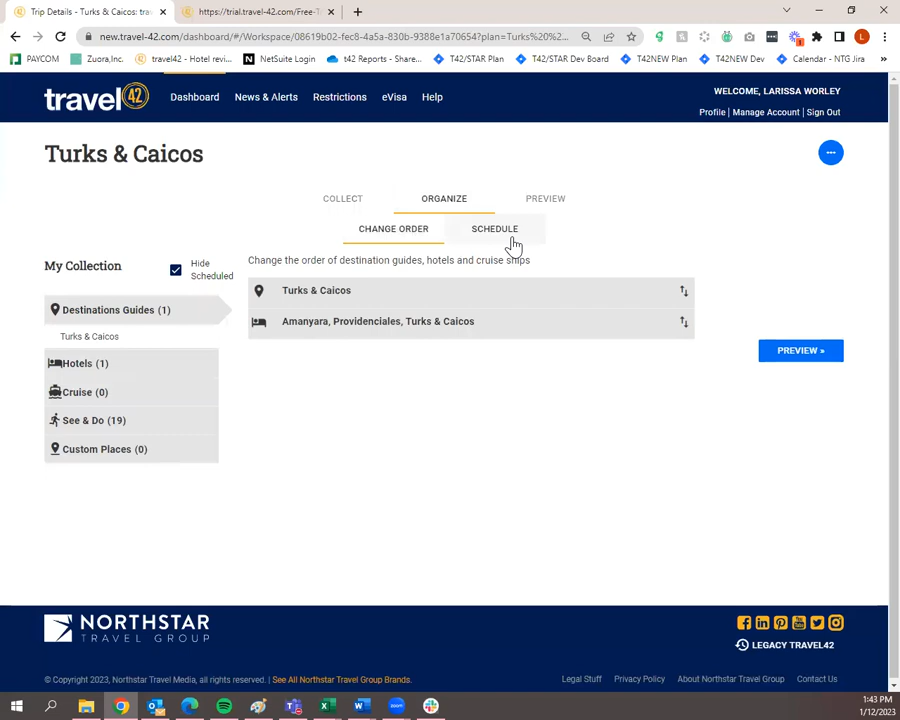 Trip Details - Turks & Caicos: tra
https://trial.travel-42.com/Free-T
new.travel-42.com/dashboard/#/Workspace/08619b02-fec8-4a5a-830b-9388e1a70654?plan=Turks%20%...
PAYCOM
Zuora,Inc.
travel42 - Hotel revi...
NetSuite Login
t42 Reports - Share...
T42/STAR Plan
T42/STAR Dev Board
T42NEW Plan
T42NEW Dev
Calendar - NTG Jira
L
travel 42
Dashboard
News & Alerts
Restrictions
eVisa
Help
WELCOME, LARISSA WORLEY
Profile | Manage Account | Sign Out
Turks & Caicos
COLLECT
ORGANIZE
PREVIEW
CHANGE ORDER
SCHEDULE
My Collection
Hide
Scheduled
Change the order of destination guides, hotels and cruise ships
Destinations Guides (1)
Turks & Caicos
Hotels (1)
Cruise (0)
See & Do (19)
Custom Places (0)
Turks & Caicos
Amanyara, Providenciales, Turks & Caicos
PREVIEW »
NORTHSTAR
TRAVEL GROUP
LEGACY TRAVEL42
© Copyright 2023, Northstar Travel Media, all rights reserved. | See All Northstar Travel Group Brands.
Legal Stuff
Privacy Policy
About Northstar Travel Group
Contact Us
1:43 PM
1/12/2023